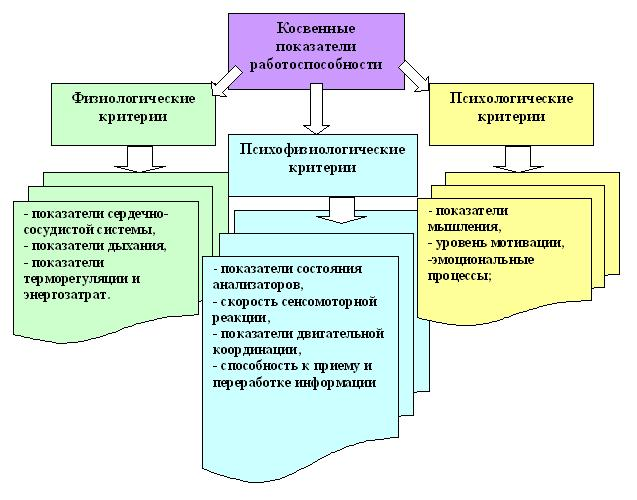 Косвенные
показатели
работоспособности
Физиологические
критерии
Психофизиологические
критерии
Психологические
критерии
- показатели сердечно-
сосудистой системы,
- показатели дыхания,
- показатели
терморегуляции и
энергозатрат.
- показатели состояния
анализаторов,
- скорость сенсомоторной
реакции,
- показатели двигательной
координации,
- способность к приему и
переработке информации
- показатели
мышления,
- уровень мотивации,
-эмоциональные
процессы;